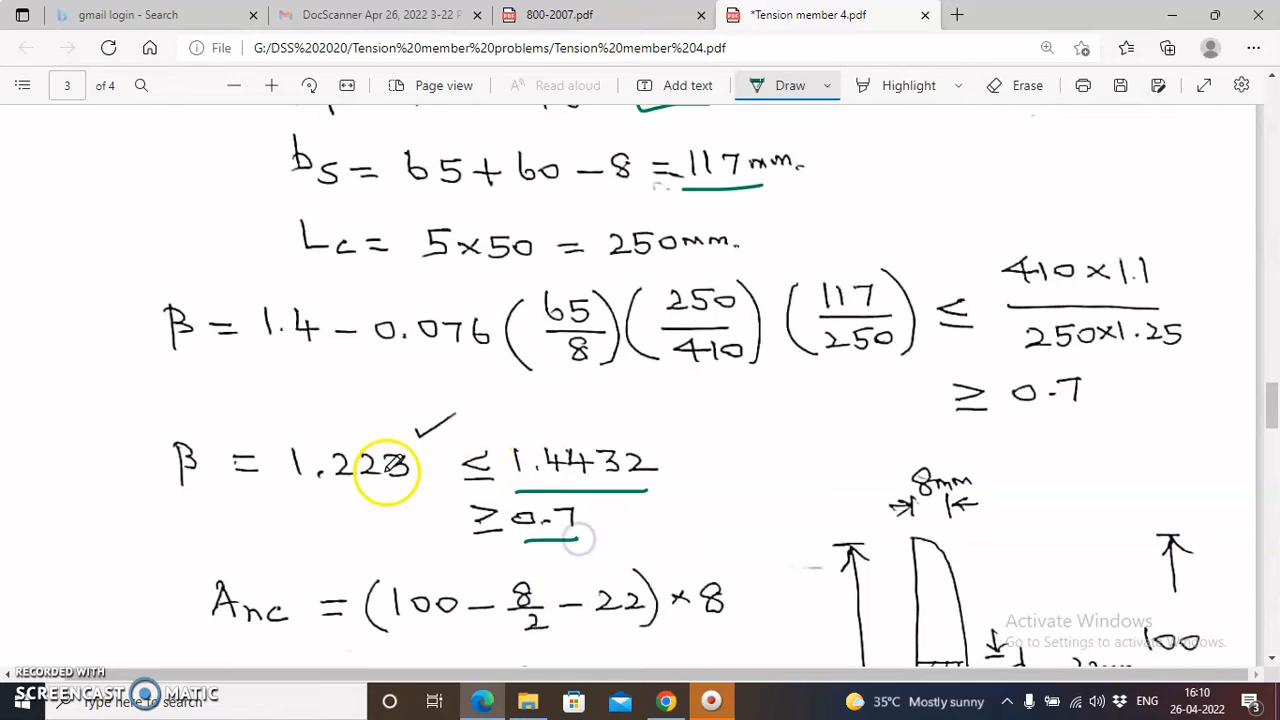 gmail login - Search
DocScanner Apr 26, 2022 3-22 P
800-2007.pdf
*Tension member 4.pdf
File
G:/DSS%202020/Tension%20member%20problems/Tension%20member%204.pdf
3 of 4
Page view
Read aloud
Add text
Draw
Highlight
Erase
bs = 65 + 60 - 8 = 117mm.
Lc = 5×50 = 250mm.
β = 1.4 - 0.076 (65/8) (250/410) (117/250) ≤ 410×1.1/250×1.25
≥ 0.7
β = 1.223 ✓ ≤ 1.4432
≥ 0.7
8mm
Anc = (100 - 8/2 - 22) × 8
100
Activate Windows
Go to Settings to activate Windows.
RECORDED WITH
SCREENCAST MATIC
Type here to search
35°C Mostly sunny
ENG
16:10
26-04-2022
3